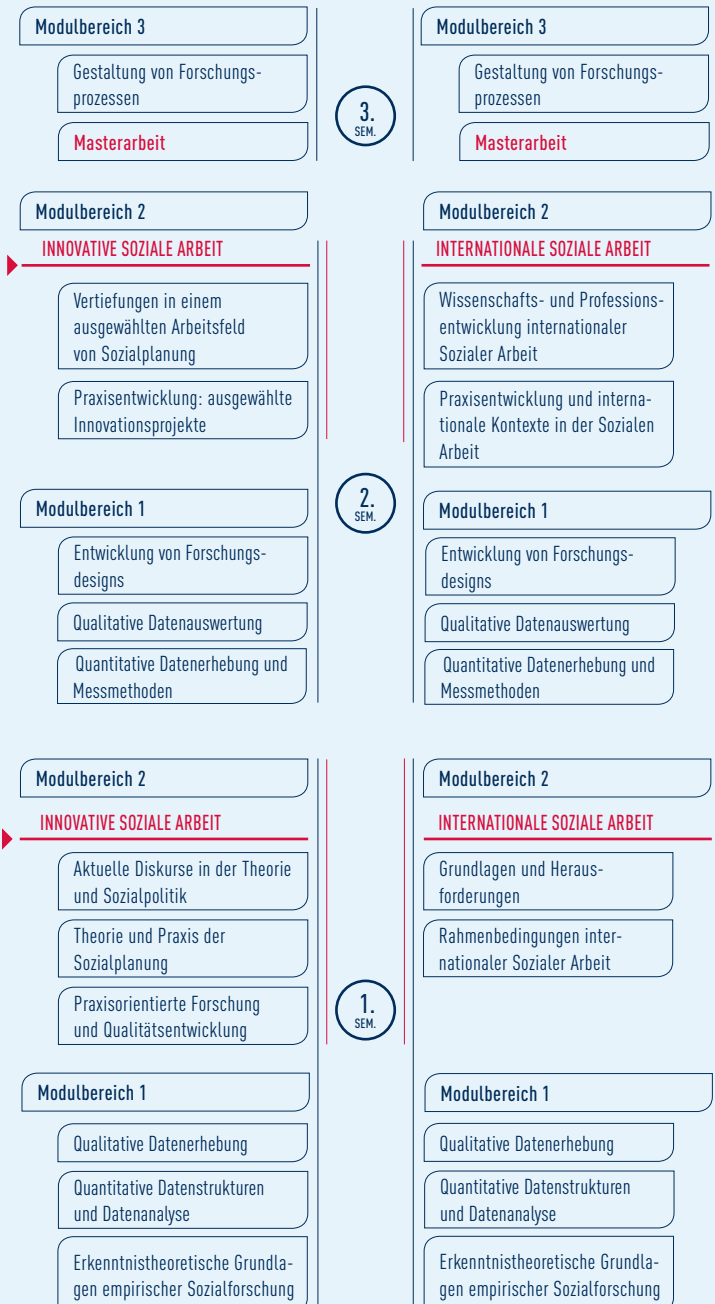 Modulbereich 3
Gestaltung von Forschungs-
prozessen
Masterarbeit
Modulbereich 2
INNOVATIVE SOZIALE ARBEIT
Vertiefungen in einem
ausgewählten Arbeitsfeld
von Sozialplanung
Praxisentwicklung: ausgewählte
Innovationsprojekte
Modulbereich 1
Entwicklung von Forschungs-
designs
Qualitative Datenauswertung
Quantitative Datenerhebung und
Messmethoden
Modulbereich 2
INNOVATIVE SOZIALE ARBEIT
Aktuelle Diskurse in der Theorie
und Sozialpolitik
Theorie und Praxis der
Sozialplanung
Praxisorientierte Forschung
und Qualitätsentwicklung
Modulbereich 1
Qualitative Datenerhebung
Quantitative Datenstrukturen
und Datenanalyse
Erkenntnistheoretische Grundla-
gen empirischer Sozialforschung
3.
SEM.
2.
SEM.
1.
SEM.
Modulbereich 3
Gestaltung von Forschungs-
prozessen
Masterarbeit
Modulbereich 2
INTERNATIONALE SOZIALE ARBEIT
Wissenschafts- und Professions-
entwicklung internationaler
Sozialer Arbeit
Praxisentwicklung und interna-
tionale Kontexte in der Sozialen
Arbeit
Modulbereich 1
Entwicklung von Forschungs-
designs
Qualitative Datenauswertung
Quantitative Datenerhebung und
Messmethoden
Modulbereich 2
INTERNATIONALE SOZIALE ARBEIT
Grundlagen und Heraus-
forderungen
Rahmenbedingungen inter-
nationaler Sozialer Arbeit
Modulbereich 1
Qualitative Datenerhebung
Quantitative Datenstrukturen
und Datenanalyse
Erkenntnistheoretische Grundla-
gen empirischer Sozialforschung